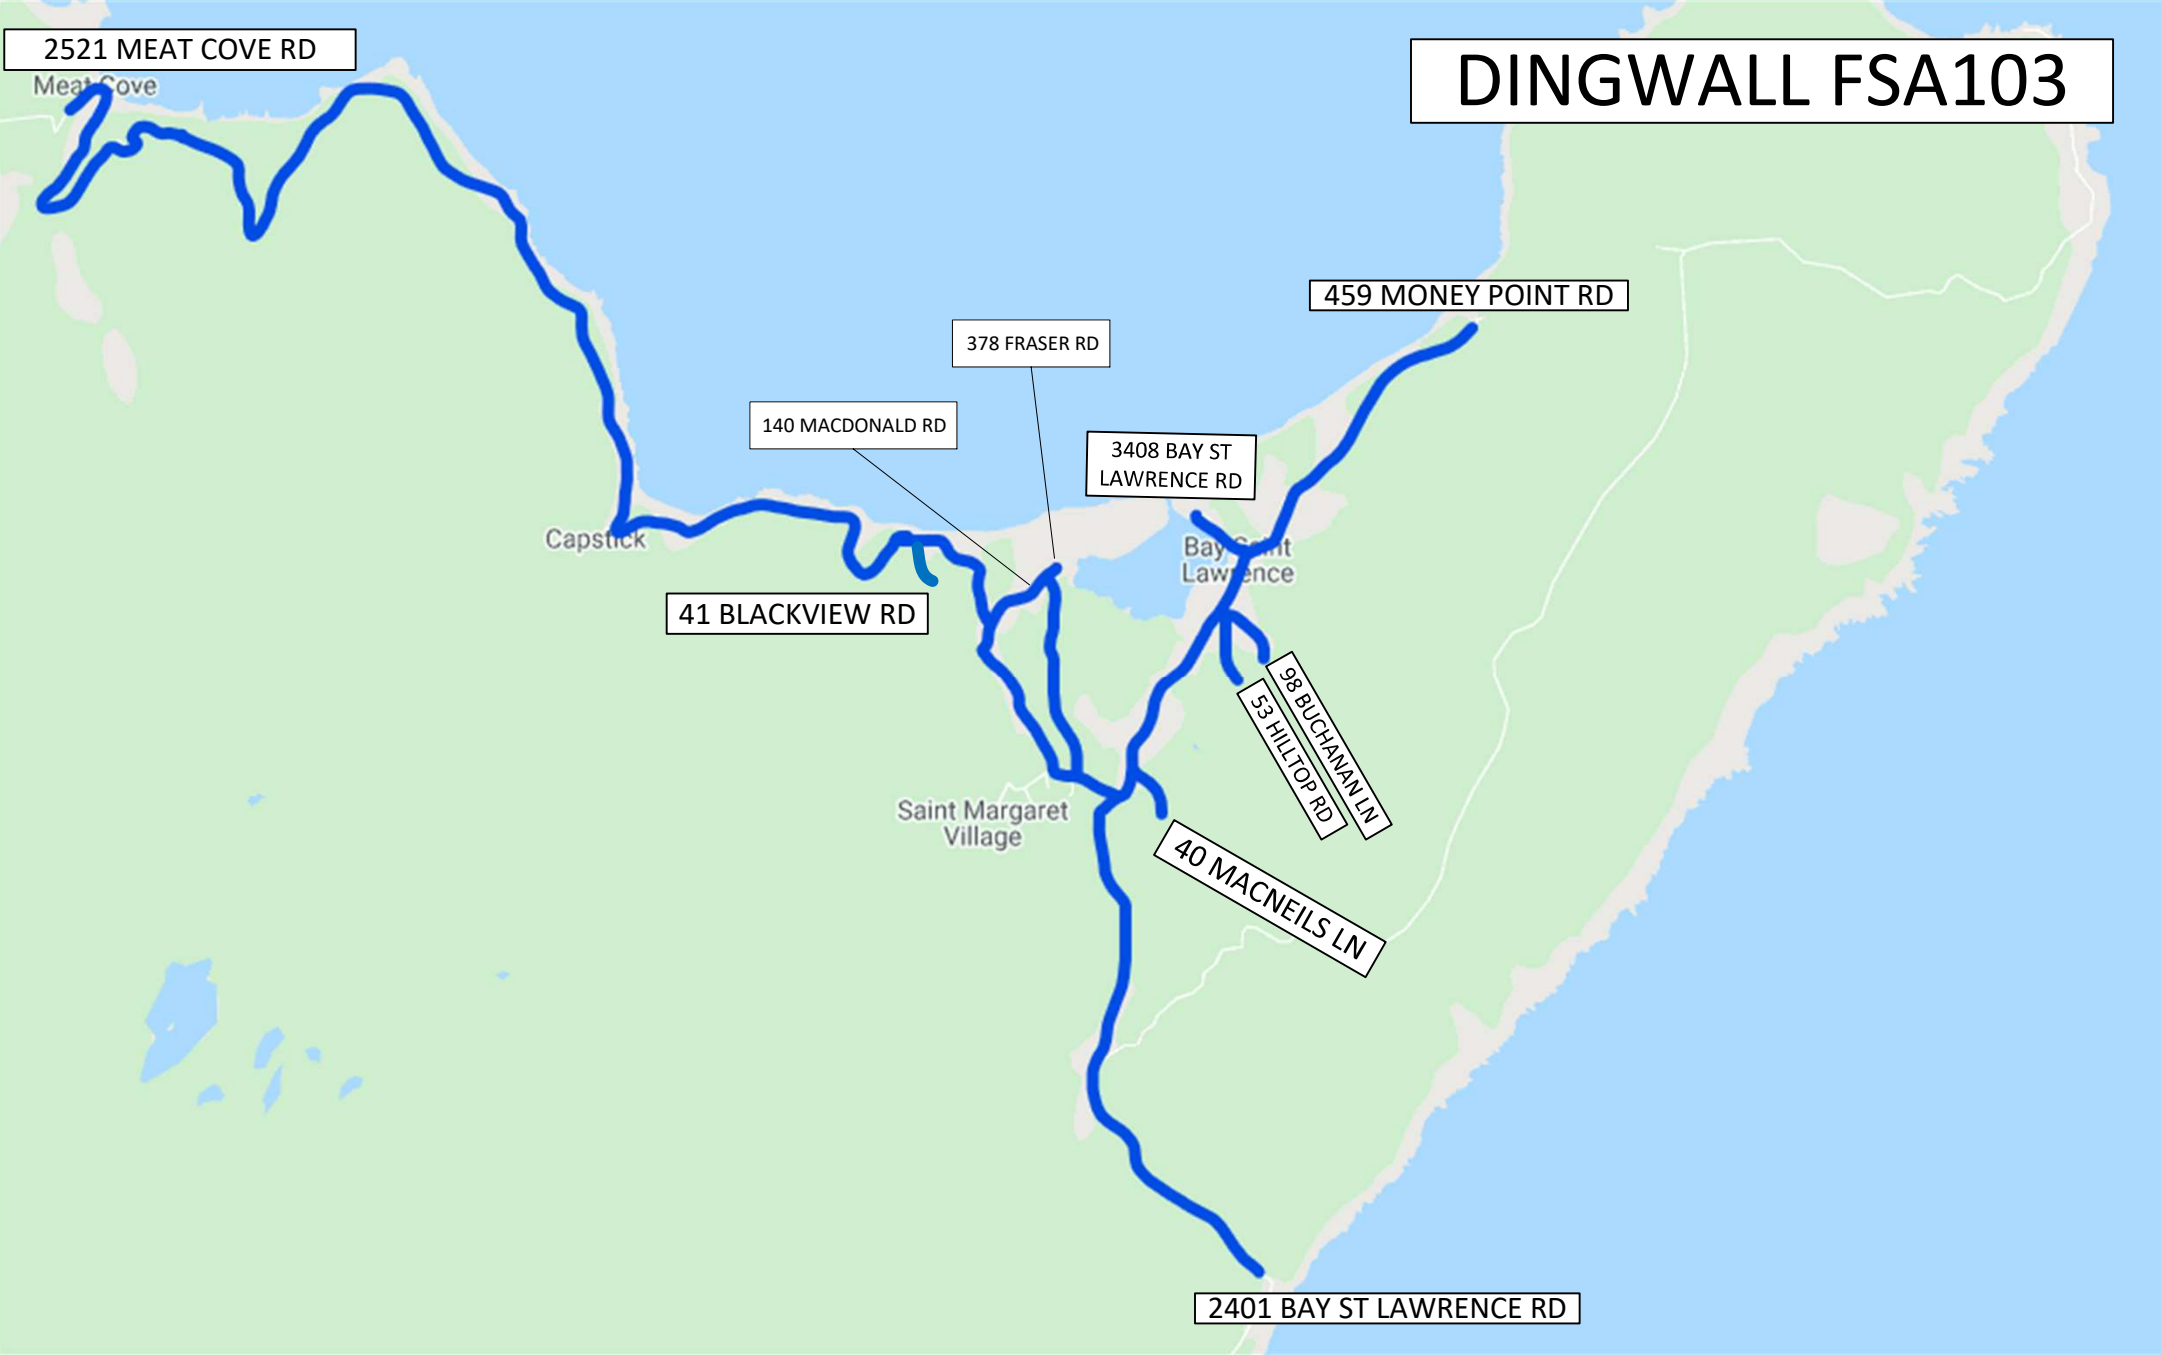 2521 MEAT COVE RD
Meat Cove
DINGWALL FSA103
459 MONEY POINT RD
378 FRASER RD
140 MACDONALD RD
3408 BAY ST
LAWRENCE RD
Capstick
Bay Saint
Lawrence
41 BLACKVIEW RD
98 BUCHANAN LN
53 HILLTOP RD
Saint Margaret
Village
40 MACNEILS LN
2401 BAY ST LAWRENCE RD